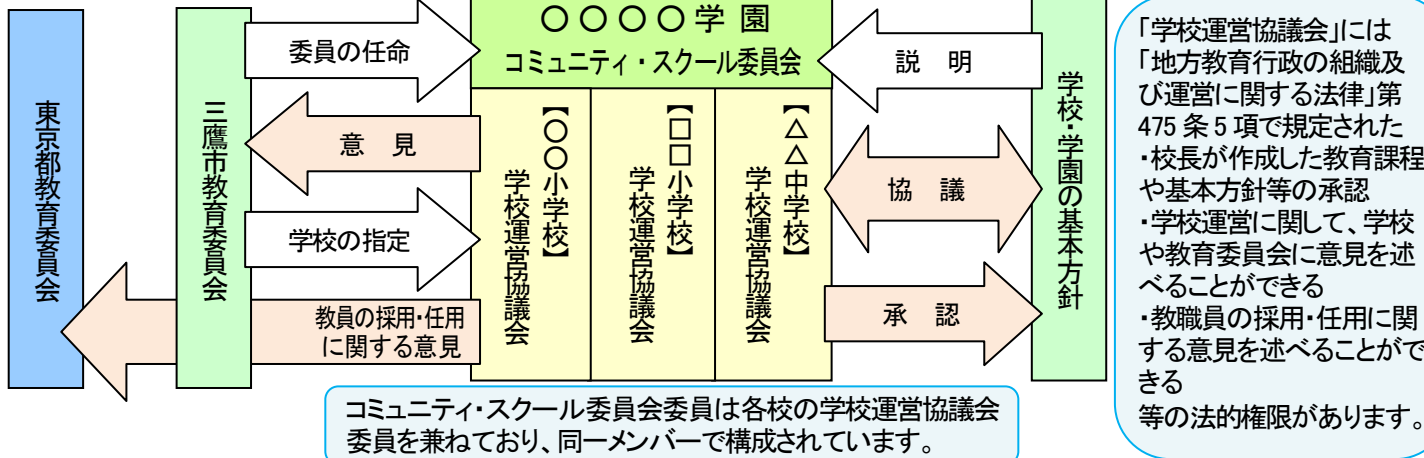 東京都教育委員会
三鷹市教育委員会
委員の任命
意　見
学校の指定
教員の採用・任用
に関する意見
〇〇〇〇学 園
コミュニティ・スクール委員会
【〇〇小学校】
学校運営協議会
【□□小学校】
学校運営協議会
【△△中学校】
学校運営協議会
説　明
協　議
承　認
学校・学園の基本方針
「学校運営協議会」には
「地方教育行政の組織及
び運営に関する法律」第
475 条 5 項で規定された
・校長が作成した教育課程
や基本方針等の承認
・学校運営に関して、学校
や教育委員会に意見を述
べることができる
・教職員の採用・任用に関
する意見を述べることがで
きる
等の法的権限があります。
コミュニティ・スクール委員会委員は各校の学校運営協議会
委員を兼ねており、同一メンバーで構成されています。